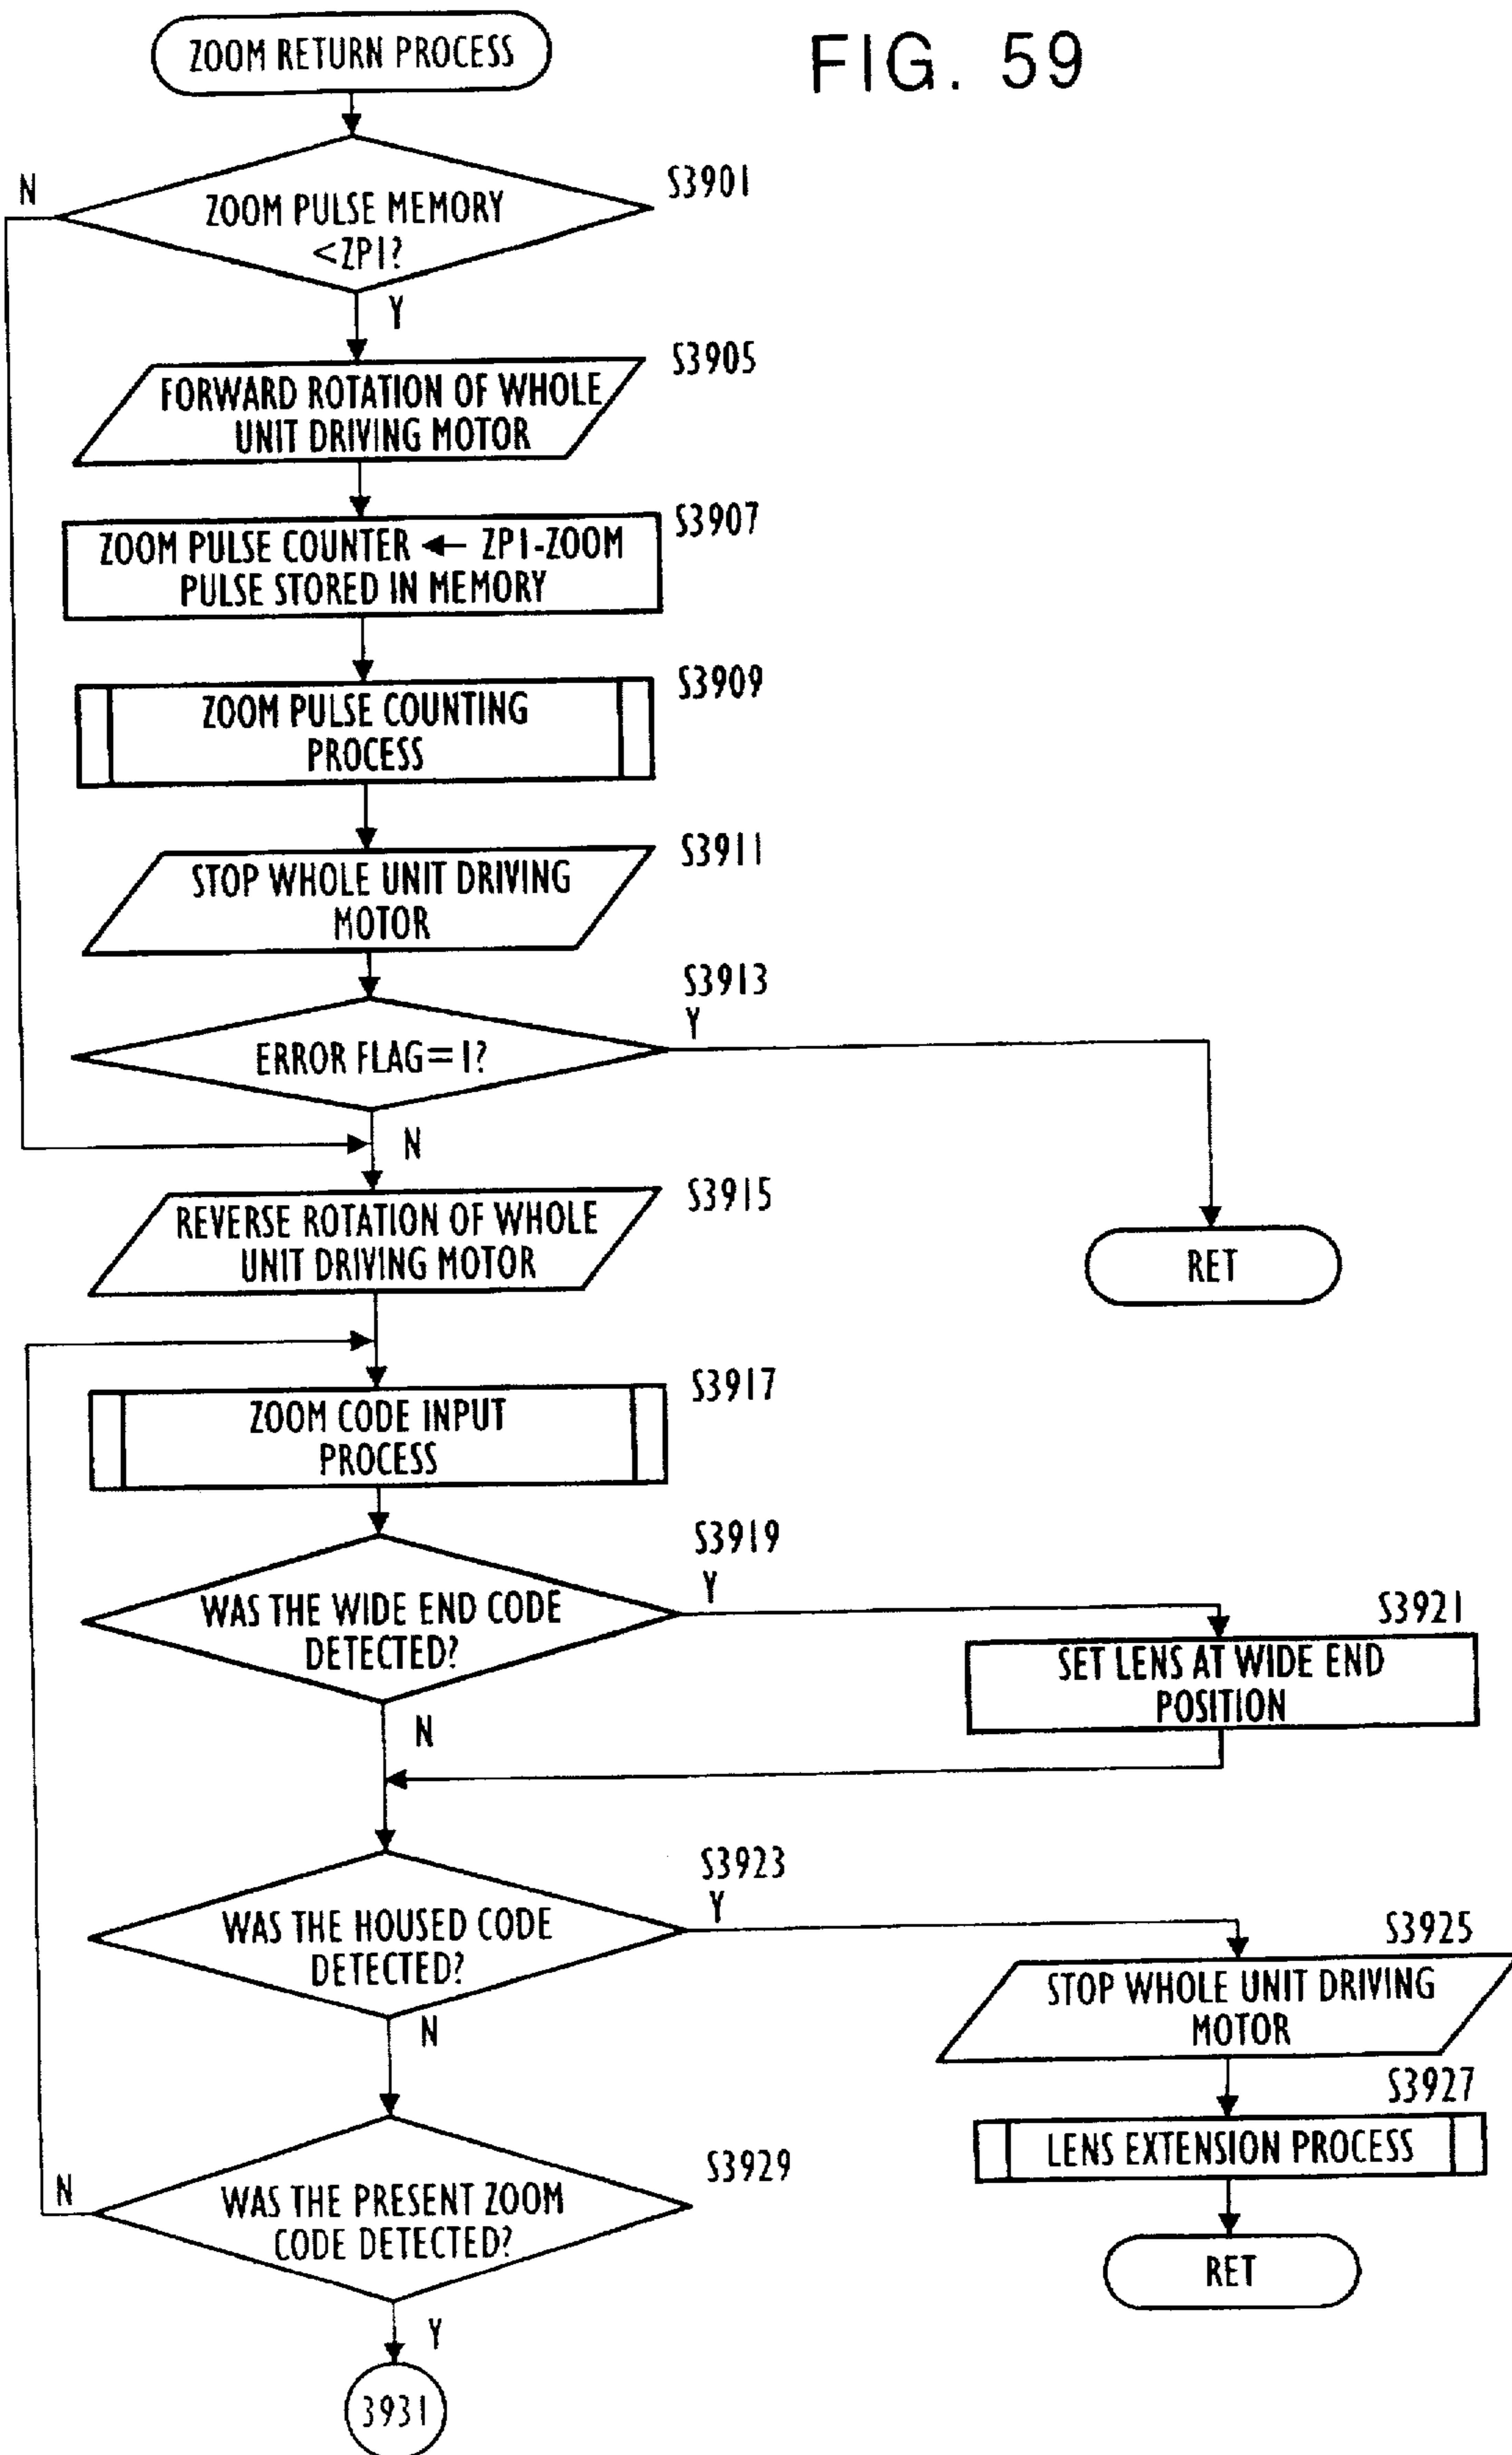 FIG. 59
ZOOM RETURN PROCESS
S3901
N
ZOOM PULSE MEMORY
<ZP1?
Y
S3905
FORWARD ROTATION OF WHOLE
UNIT DRIVING MOTOR
S3907
ZOOM PULSE COUNTER ← ZP1-ZOOM
PULSE STORED IN MEMORY
S3909
ZOOM PULSE COUNTING
PROCESS
S3911
STOP WHOLE UNIT DRIVING
MOTOR
S3913
Y
ERROR FLAG=1?
N
S3915
REVERSE ROTATION OF WHOLE
UNIT DRIVING MOTOR
RET
S3917
ZOOM CODE INPUT
PROCESS
S3919
Y
WAS THE WIDE END CODE
DETECTED?
S3921
SET LENS AT WIDE END
POSITION
N
S3923
Y
WAS THE HOUSED CODE
DETECTED?
S3925
STOP WHOLE UNIT DRIVING
MOTOR
N
S3927
LENS EXTENSION PROCESS
RET
S3929
N
WAS THE PRESENT ZOOM
CODE DETECTED?
Y
3931